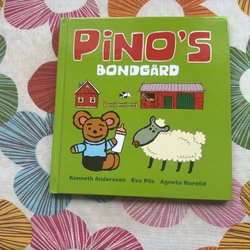 PiNO'S
BONDGÅRD
Kenneth Andersson Eva Pils Agneta Norelid